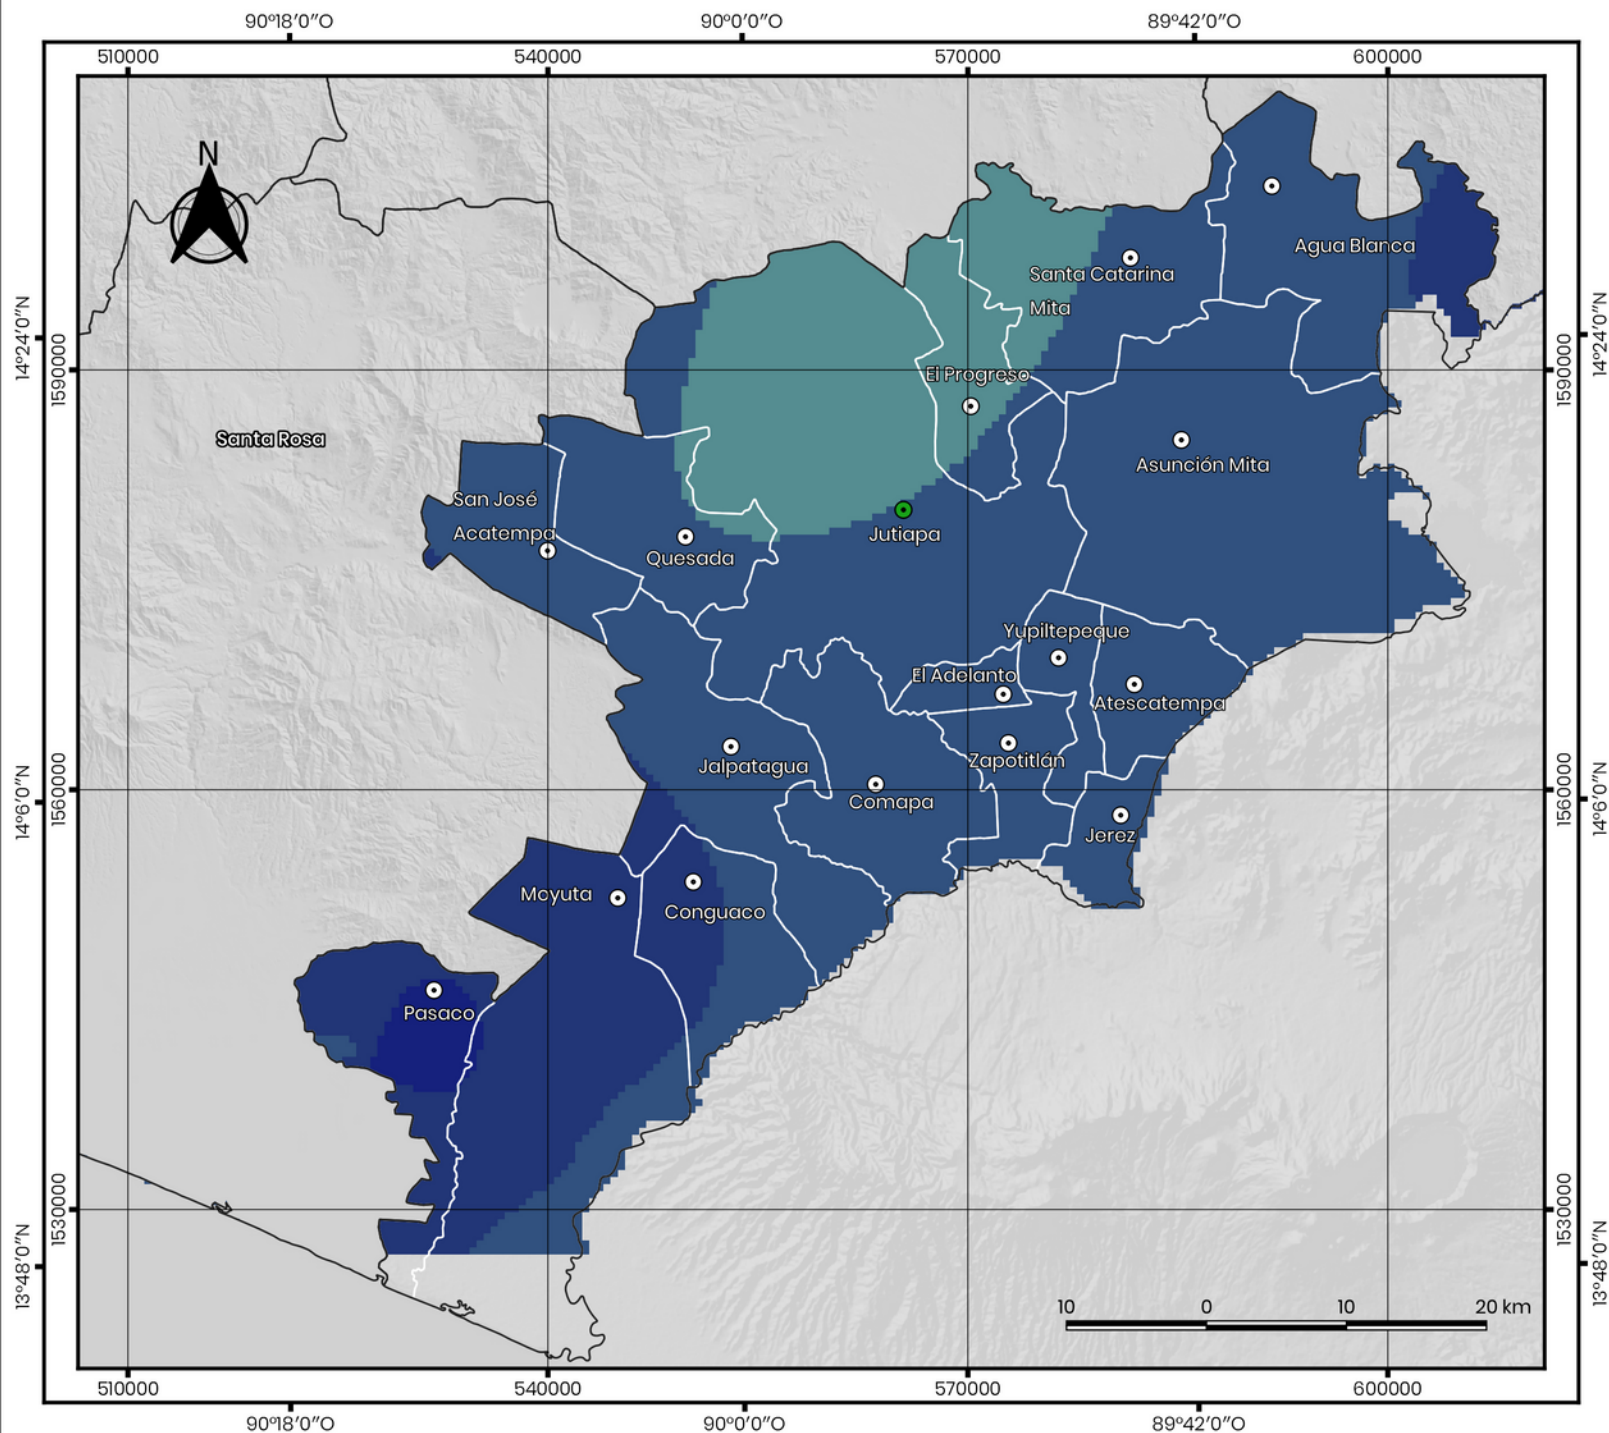 90°18’0’’O 90°0’0’’O 89°42’0’’O
510000 540000 570000 600000
N
Agua Blanca
Santa Catarina
Mita
14°24’0’’N
1590000
1590000
14°24’0’’N
El Progreso
Santa Rosa
Asunción Mita
San José
Acatempa
Jutiapa
Quesada
Yupiltepeque
El Adelanto
Atescatempa
Jalpatagua
Zapotitlán
14°6’0’’N
1560000
1560000
14°6’0’’N
Comapa
Jerez
Moyuta
Conguaco
Pasaco
13°48’0’’N
1530000
1530000
13°48’0’’N
10 0 10 20 km
510000 540000 570000 600000
90°18’0’’O 90°0’0’’O 89°42’0’’O